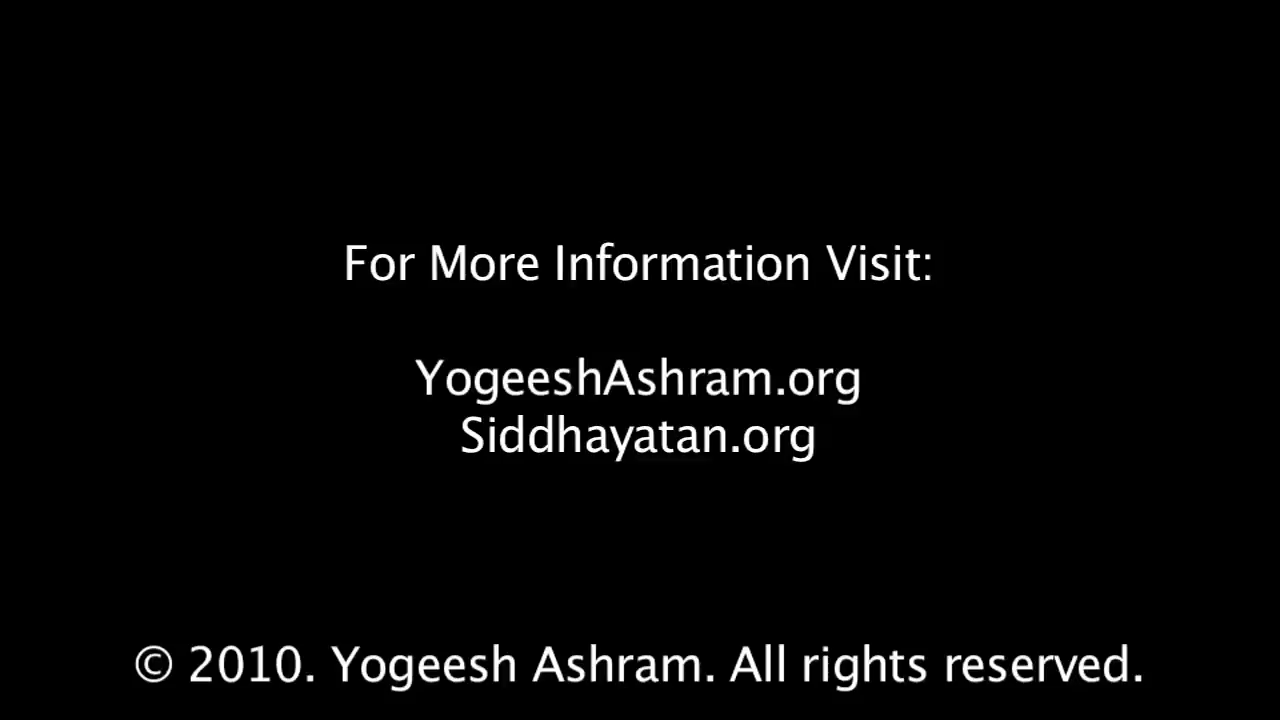 For More Information Visit:
YogeeshAshram.org
Siddhayatan.org
© 2010. Yogeesh Ashram. All rights reserved.